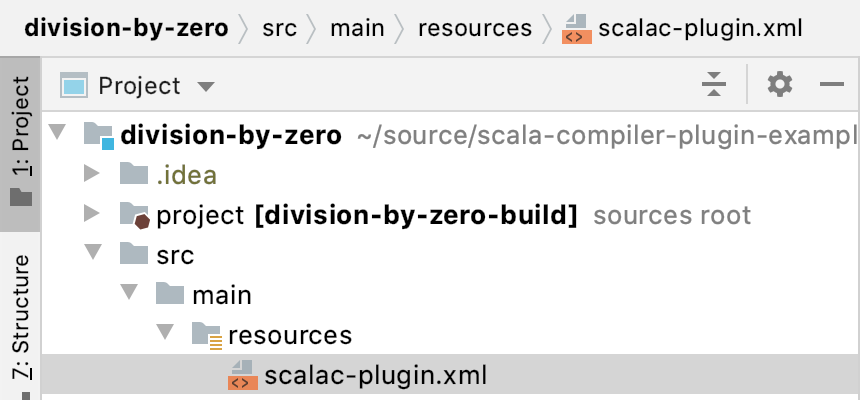 division-by-zero src main resources scalac-plugin.xml
1: Project
Project
division-by-zero ~/source/scala-compiler-plugin-exampl
.idea
project [division-by-zero-build] sources root
src
main
resources
scalac-plugin.xml
7: Structure